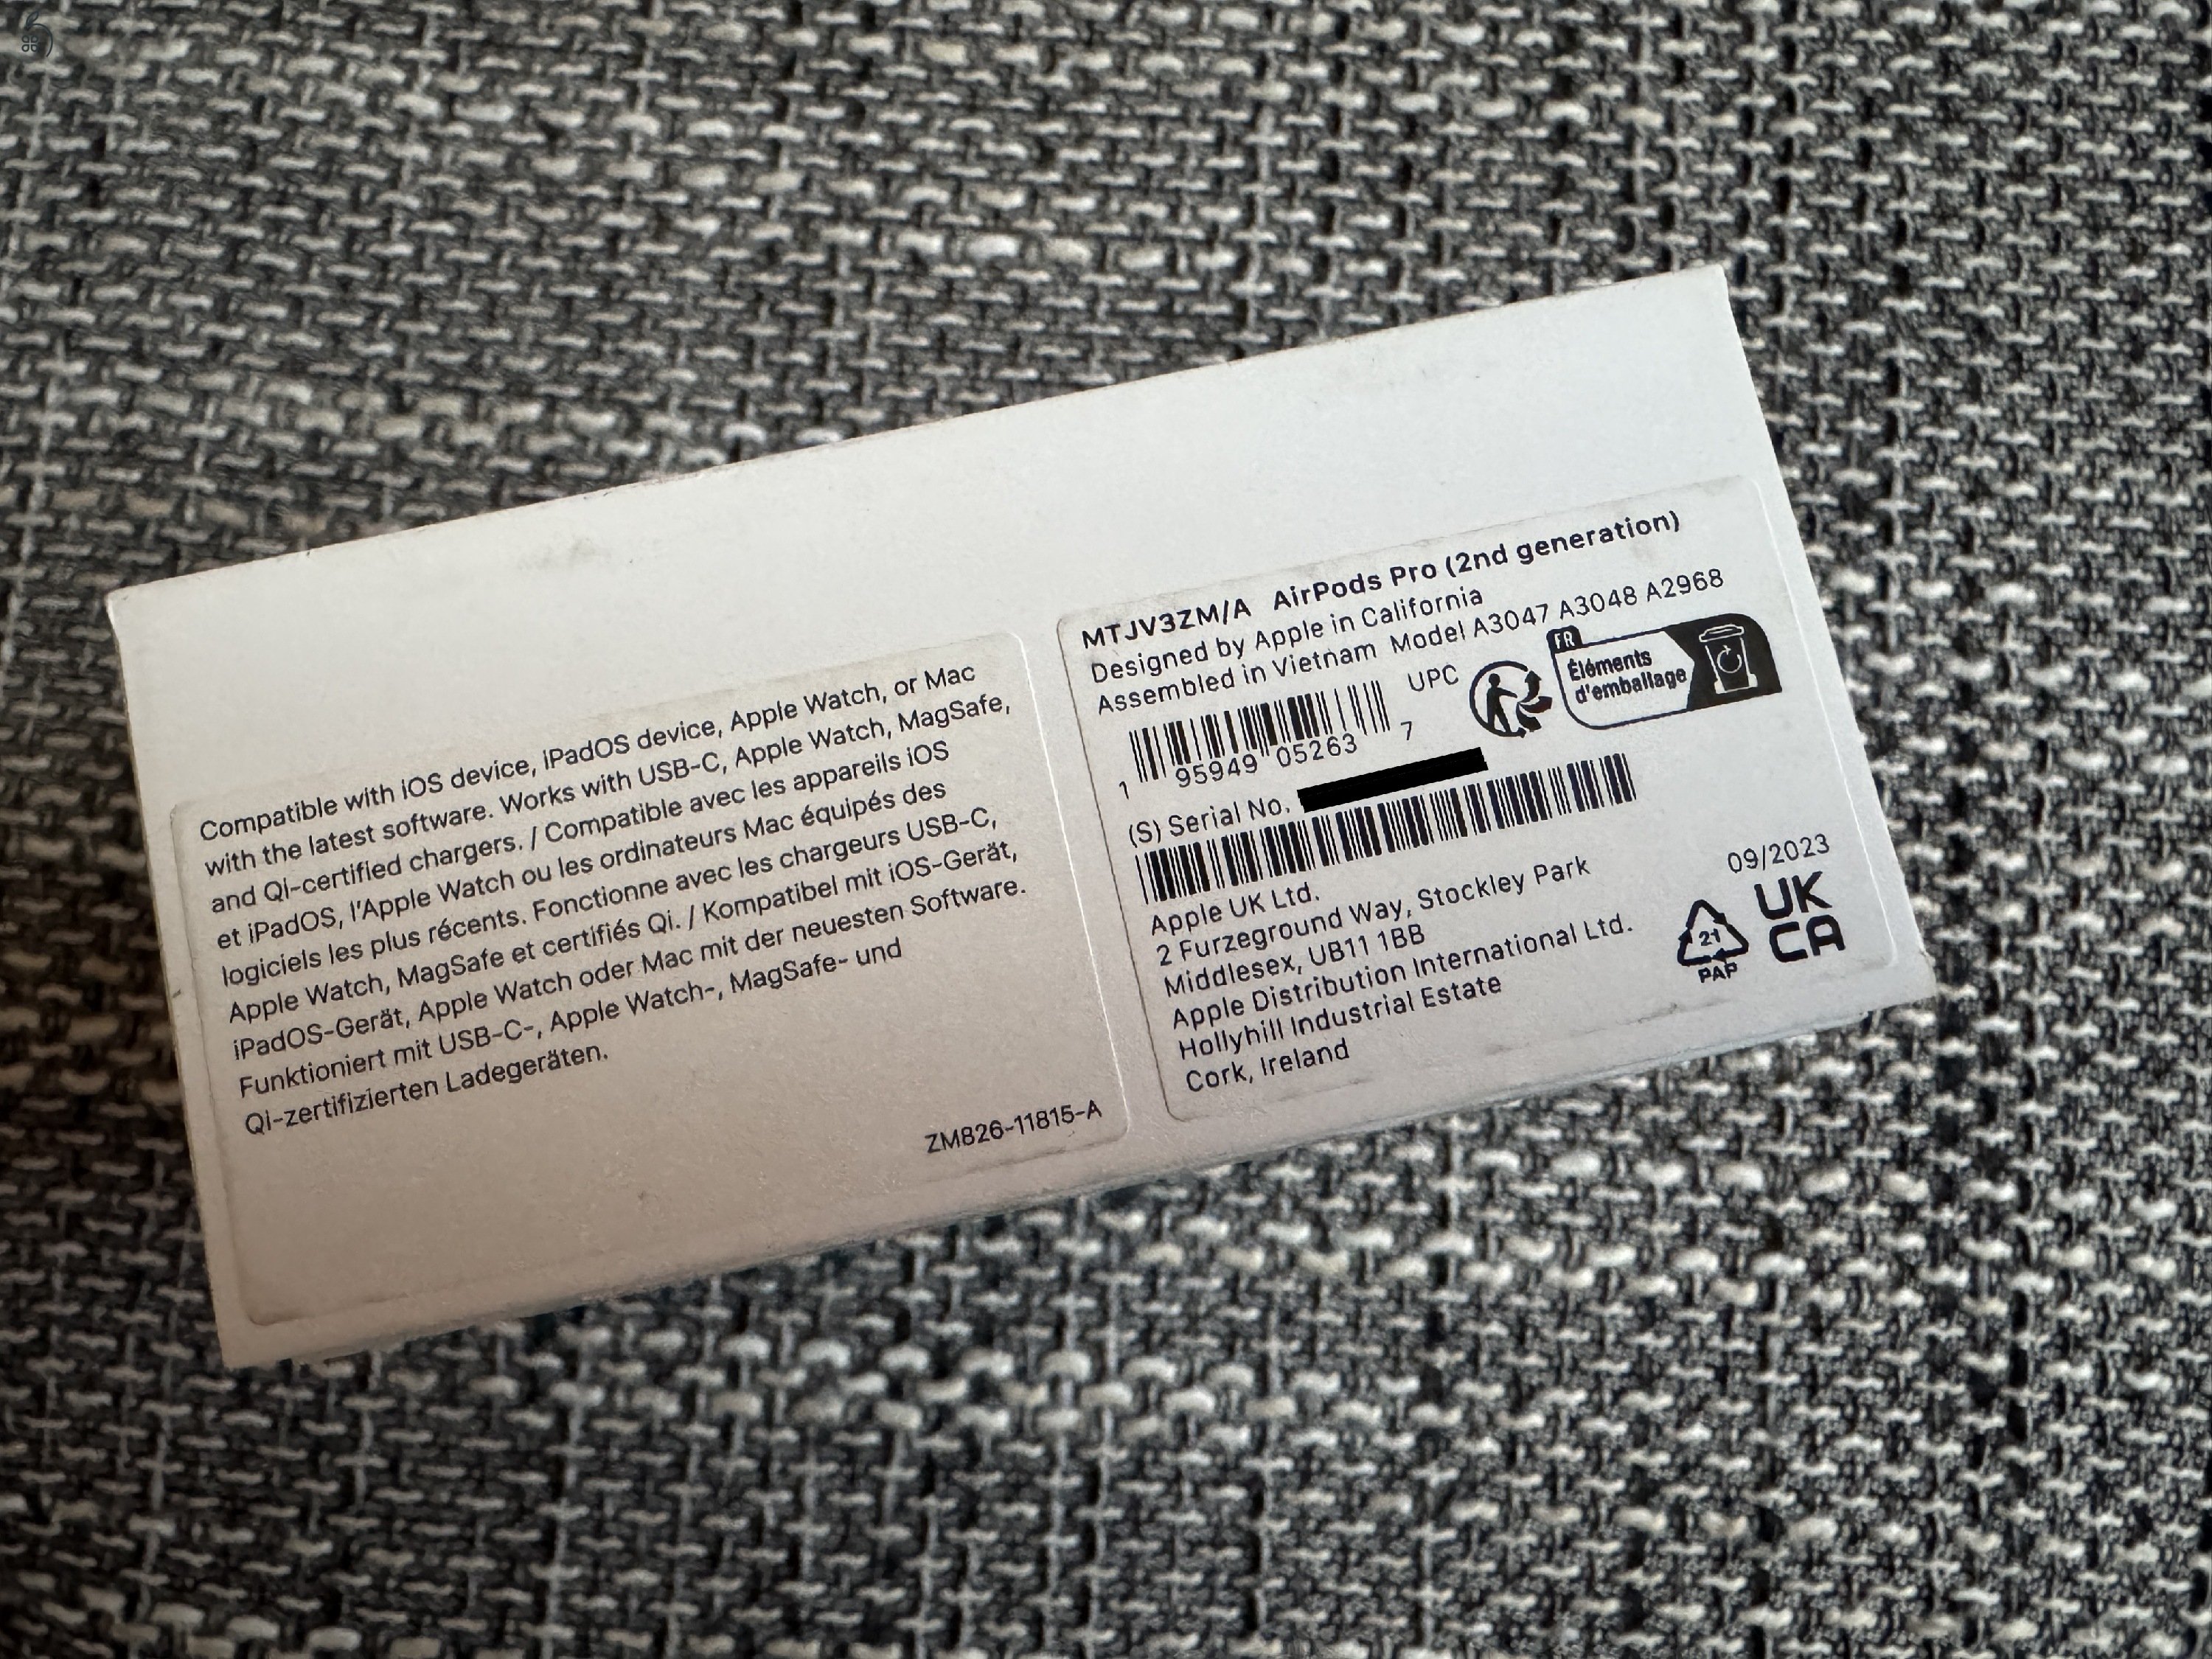 Compatible with iOS device, iPadOS device, Apple Watch, or Mac
with the latest software. Works with USB-C, Apple Watch, MagSafe,
and Qi-certified chargers. / Compatible avec les appareils iOS
et iPadOS, l'Apple Watch ou les ordinateurs Mac équipés des
logiciels les plus récents. Fonctionne avec les chargeurs USB-C,
Apple Watch, MagSafe et certifiés Qi. / Kompatibel mit iOS-Gerät,
iPadOS-Gerät, Apple Watch oder Mac mit der neuesten Software.
Funktioniert mit USB-C-, Apple Watch-, MagSafe- und
Qi-zertifizierten Ladegeräten.
ZM826-11815-A
MTJV3ZM/A AirPods Pro (2nd generation)
Designed by Apple in California
Assembled in Vietnam Model A3047 A3048 A2968
UPC
1 95949 05263 7
FR
Éléments
d'emballage
(S) Serial No.
Apple UK Ltd.
2 Furzeground Way, Stockley Park
Middlesex, UB11 1BB
Apple Distribution International Ltd.
Hollyhill Industrial Estate
Cork, Ireland
09/2023
21
PAP
UK
CA